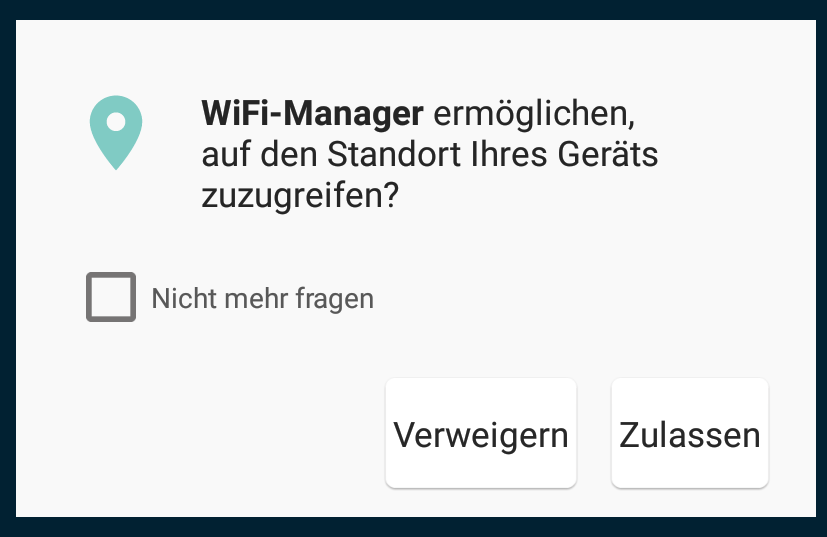 WiFi-Manager ermöglichen,
auf den Standort Ihres Geräts
zuzugreifen?
Nicht mehr fragen
Verweigern
Zulassen